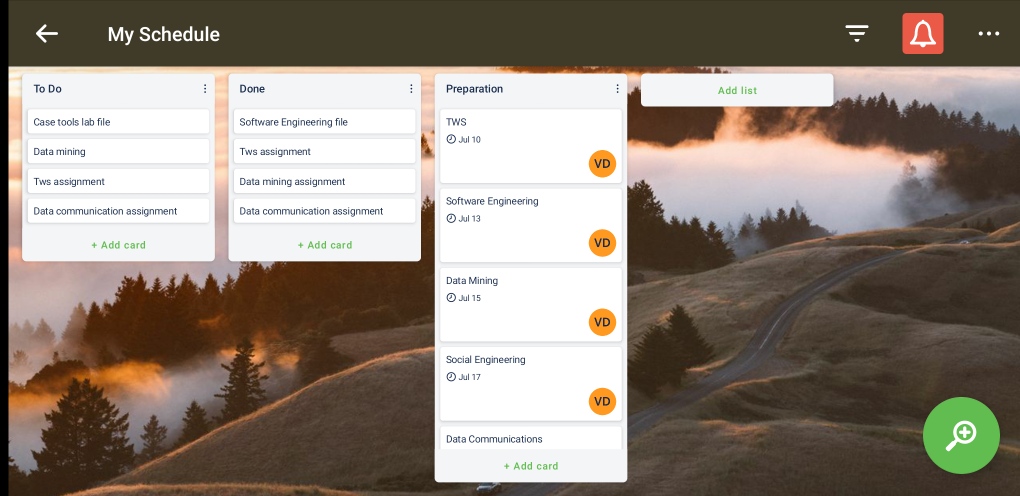 My Schedule
To Do
Case tools lab file
Data mining
Tws assignment
Data communication assignment
+ Add card
Done
Software Engineering file
Tws assignment
Data mining assignment
Data communication assignment
+ Add card
Preparation
TWS
Jul 10
VD
Software Engineering
Jul 13
VD
Data Mining
Jul 15
VD
Social Engineering
Jul 17
VD
Data Communications
+ Add card
Add list